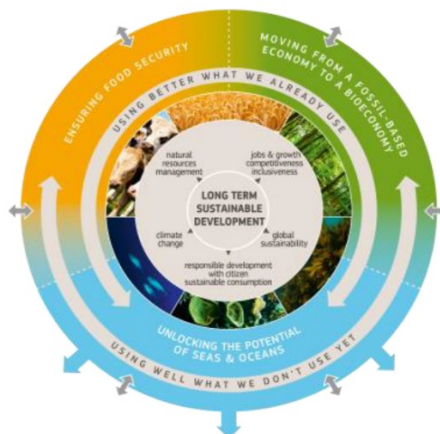 ENSURING FOOD SECURITY
MOVING FROM A FOSSIL-BASED
ECONOMY TO A BIOECONOMY
USING BETTER WHAT WE ALREADY USE
natural
resources
management
jobs & growth
competitiveness
inclusiveness
LONG TERM
SUSTAINABLE
DEVELOPMENT
climate
change
global
sustainability
responsible development
with citizen
sustainable consumption
UNLOCKING THE POTENTIAL
OF SEAS & OCEANS
USING WELL WHAT WE DON'T USE YET